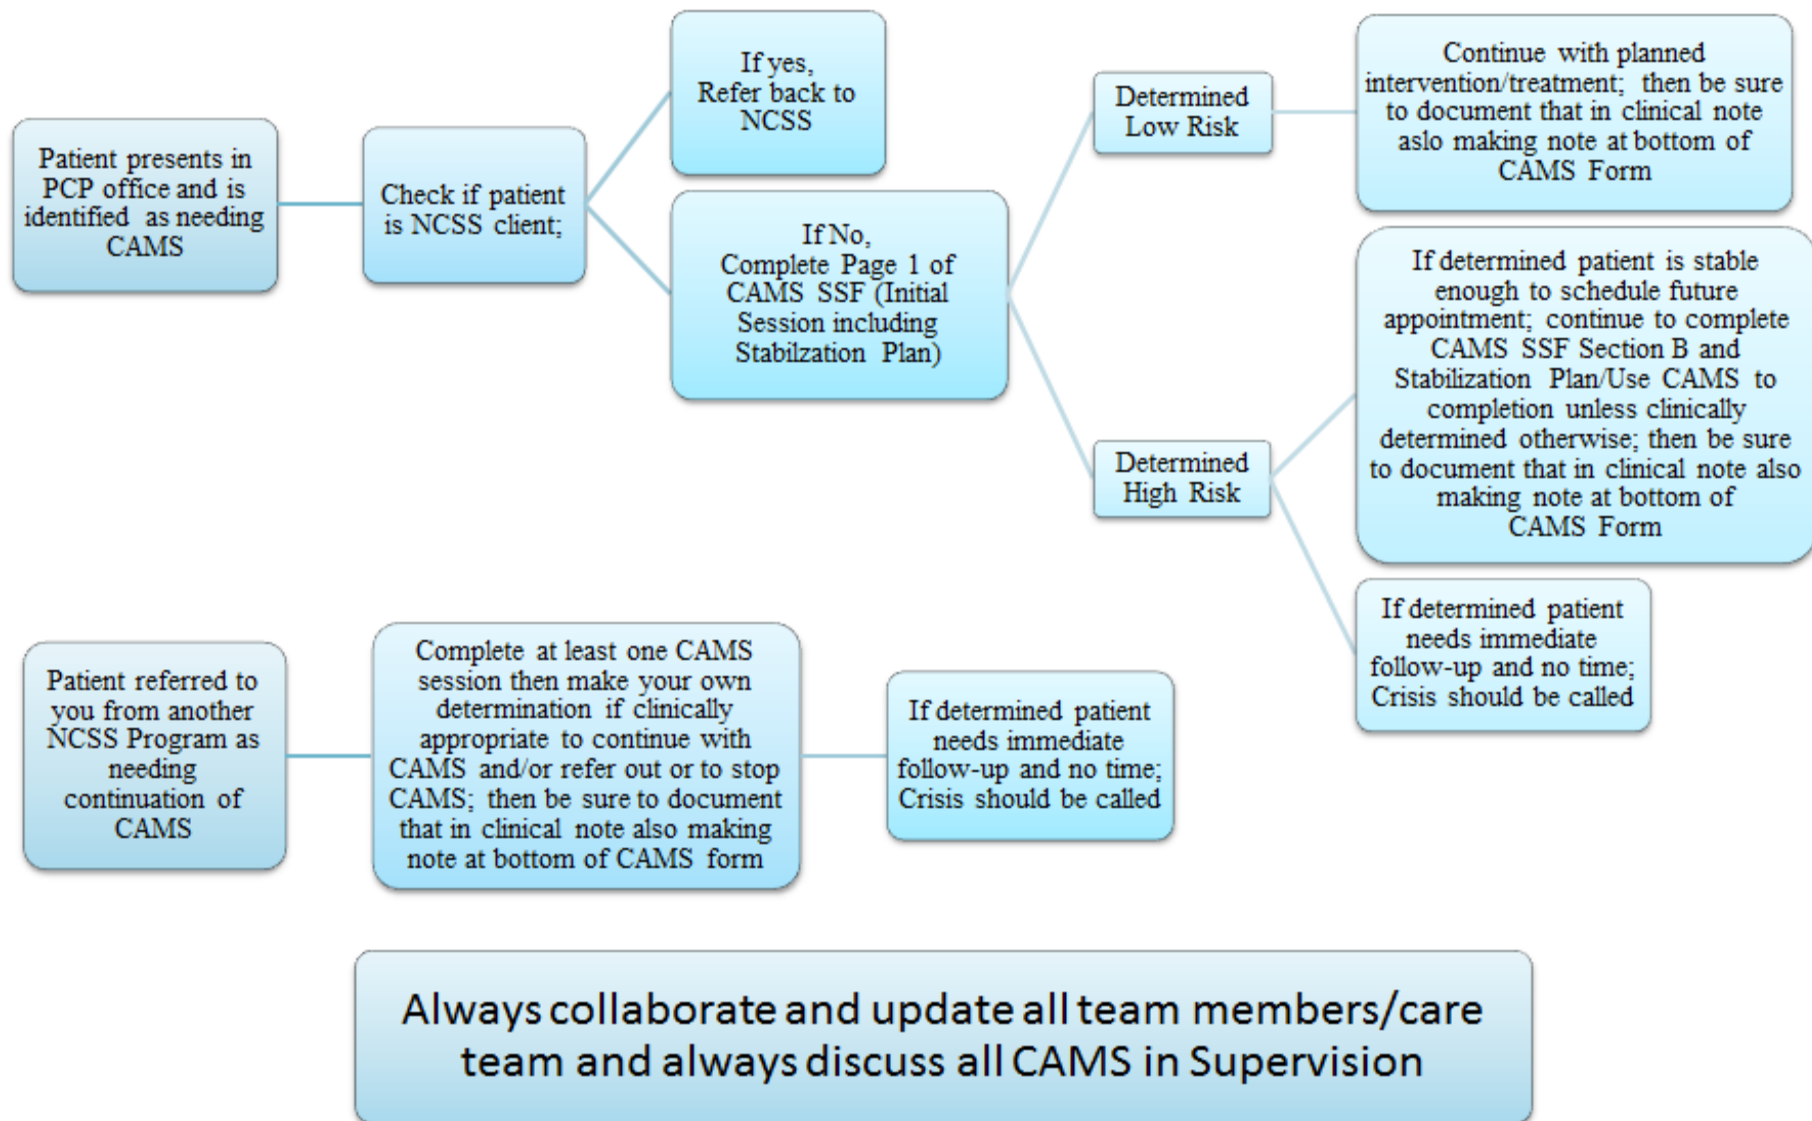 Patient presents in
PCP office and is
identified as needing
CAMS
Check if patient
is NCSS client;
If yes,
Refer back to
NCSS
If No,
Complete Page 1 of
CAMS SSF (Initial
Session including
Stabilzation Plan)
Determined
Low Risk
Continue with planned
intervention/treatment; then be sure
to document that in clinical note
aslo making note at bottom of
CAMS Form
Determined
High Risk
If determined patient is stable
enough to schedule future
appointment; continue to complete
CAMS SSF Section B and
Stabilization Plan/Use CAMS to
completion unless clinically
determined otherwise; then be sure
to document that in clinical note also
making note at bottom of
CAMS Form
If determined patient
needs immediate
follow-up and no time;
Crisis should be called
Patient referred to
you from another
NCSS Program as
needing
continuation of
CAMS
Complete at least one CAMS
session then make your own
determination if clinically
appropriate to continue with
CAMS and/or refer out or to stop
CAMS; then be sure to document
that in clinical note also making
note at bottom of CAMS form
If determined patient
needs immediate
follow-up and no time;
Crisis should be called
Always collaborate and update all team members/care
team and always discuss all CAMS in Supervision